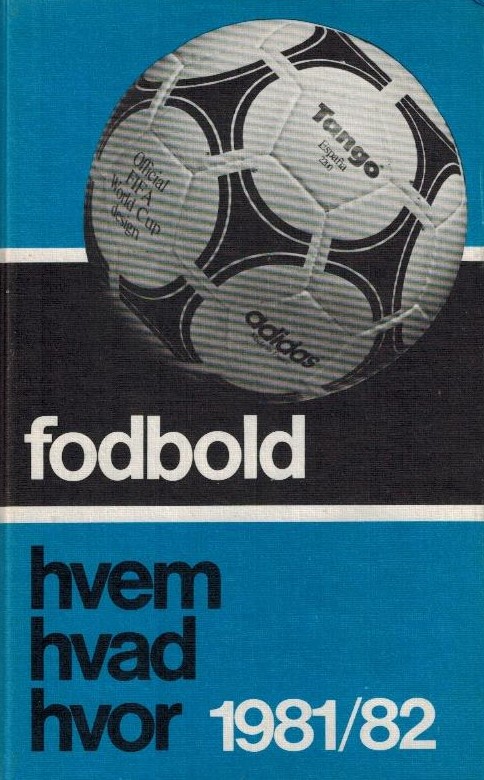 Tango
España
Official
FIFA
World Cup
design
adidas
fodbold
hvem
hvad
hvor 1981/82